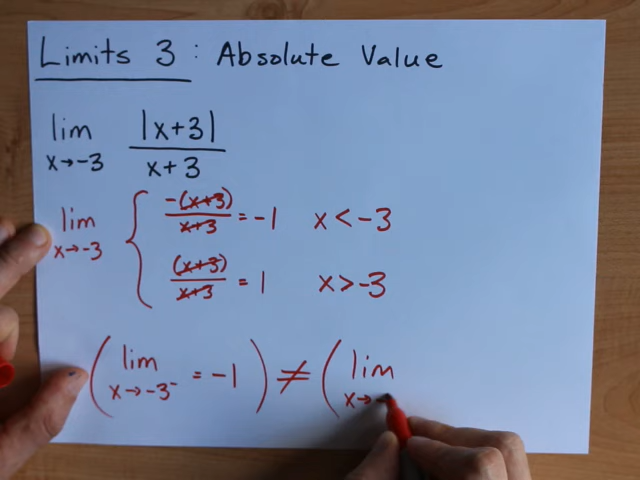 Limits 3 : Absolute Value
lim x→-3 |x+3| / x+3
lim x→-3 { -(x+3) / x+3 = -1 x < -3
(x+3) / x+3 = 1 x > -3
( lim x→-3⁻ = -1 ) ≠ ( lim x→-